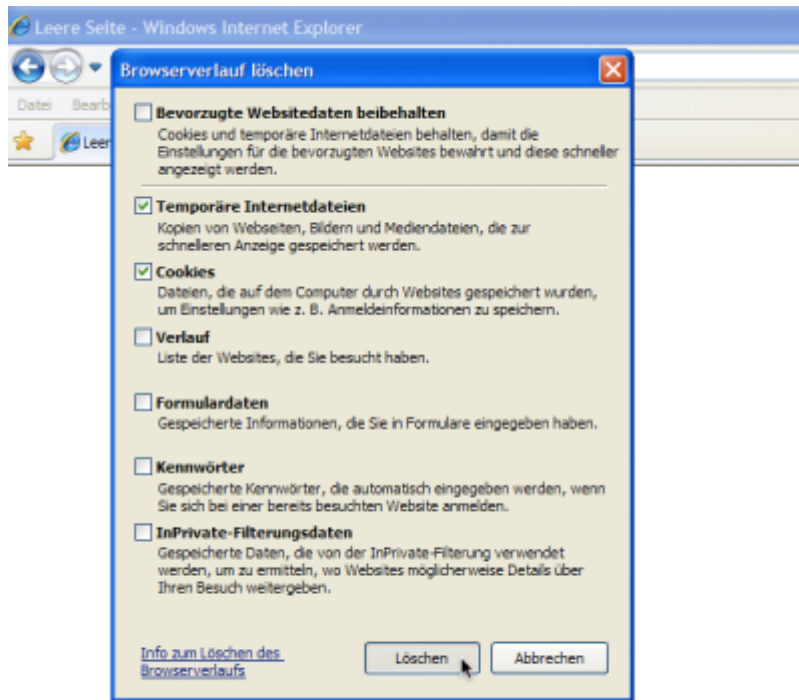 Leere Seite - Windows Internet Explorer
Browserverlauf löschen
Datei Bearb
Leer
Bevorzugte Websitedaten beibehalten
Cookies und temporäre Internetdateien behalten, damit die
Einstellungen für die bevorzugten Websites bewahrt und diese schneller
angezeigt werden.
Temporäre Internetdateien
Kopien von Webseiten, Bildern und Mediendateien, die zur
schnelleren Anzeige gespeichert werden.
Cookies
Dateien, die auf dem Computer durch Websites gespeichert wurden,
um Einstellungen wie z. B. Anmeldeinformationen zu speichern.
Verlauf
Liste der Websites, die Sie besucht haben.
Formulardaten
Gespeicherte Informationen, die Sie in Formulare eingegeben haben.
Kennwörter
Gespeicherte Kennwörter, die automatisch eingegeben werden, wenn
Sie sich bei einer bereits besuchten Website anmelden.
InPrivate-Filterungsdaten
Gespeicherte Daten, die von der InPrivate-Filterung verwendet
werden, um zu ermitteln, wo Websites möglicherweise Details über
Ihren Besuch weitergeben.
Info zum Löschen des
Browserverlaufs
Löschen
Abbrechen